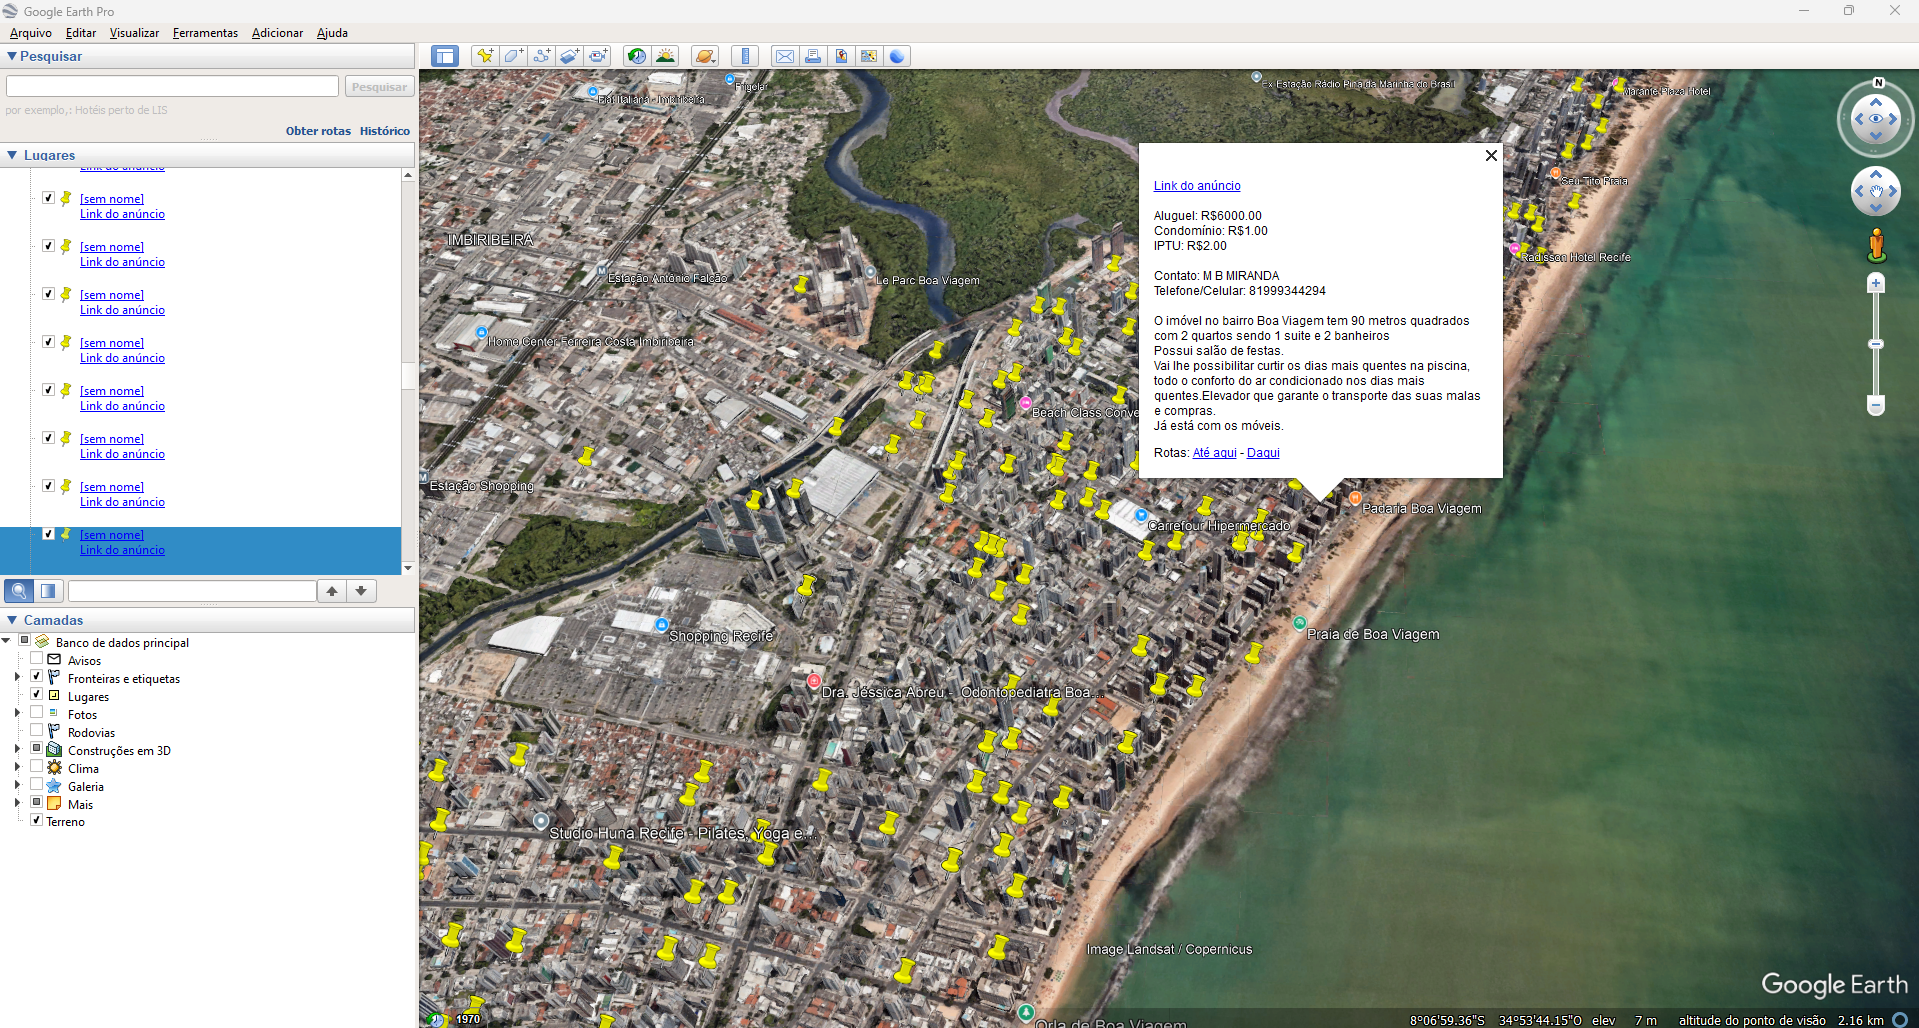 Google Earth Pro
Arquivo Editar Visualizar Ferramentas Adicionar Ajuda
Pesquisar
Pesquisar
por exemplo,: Hotéis perto de LIS
Obter rotas Histórico
Lugares
Link do anúncio
[sem nome]
Link do anúncio
[sem nome]
Link do anúncio
[sem nome]
Link do anúncio
[sem nome]
Link do anúncio
[sem nome]
Link do anúncio
[sem nome]
Link do anúncio
[sem nome]
Link do anúncio
[sem nome]
Link do anúncio
Camadas
Banco de dados principal
Avisos
Fronteiras e etiquetas
Lugares
Fotos
Rodovias
Construções em 3D
Clima
Galeria
Mais
Terreno
Frigelar
Fiat Italiana - Imbiribeira
Ex Estação Rádio Pina da Marinha do Brasil
Marante Plaza Hotel
N
Seu Tito Praia
IMBIRIBEIRA
Estação Antônio Falcão
Le Parc Boa Viagem
Radisson Hotel Recife
Home Center Ferreira Costa Imbiribeira
Beach Class Conve
Link do anúncio
Aluguel: R$6000.00
Condomínio: R$1.00
IPTU: R$2.00
Contato: M B MIRANDA
Telefone/Celular: 81999344294
O imóvel no bairro Boa Viagem tem 90 metros quadrados
com 2 quartos sendo 1 suite e 2 banheiros
Possui salão de festas.
Vai lhe possibilitar curtir os dias mais quentes na piscina,
todo o conforto do ar condicionado nos dias mais
quentes.Elevador que garante o transporte das suas malas
e compras.
Já está com os móveis.
Rotas: Até aqui - Daqui
Estação Shopping
Padaria Boa Viagem
Carrefour Hipermercado
Shopping Recife
Praia de Boa Viagem
Dra. Jéssica Abreu - Odontopediatra Boa...
Studio Huna Recife - Pilates, Yoga e...
Image Landsat / Copernicus
Google Earth
1970
Orla de Boa Viagem
8°06'59.36"S 34°53'44.15"O elev 7 m altitude do ponto de visão 2.16 km